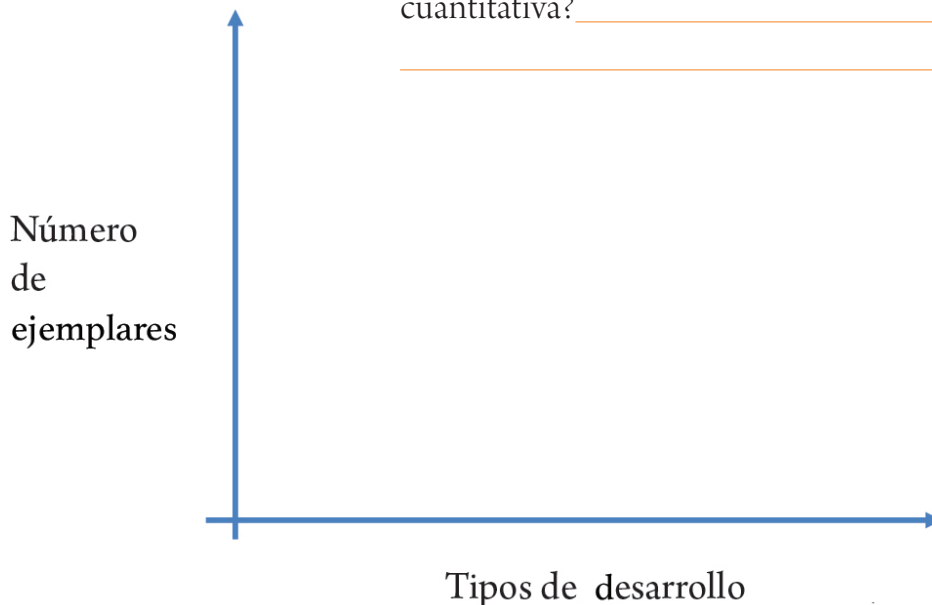 cuantitativa?
Número
de
ejemplares
Tipos de desarrollo